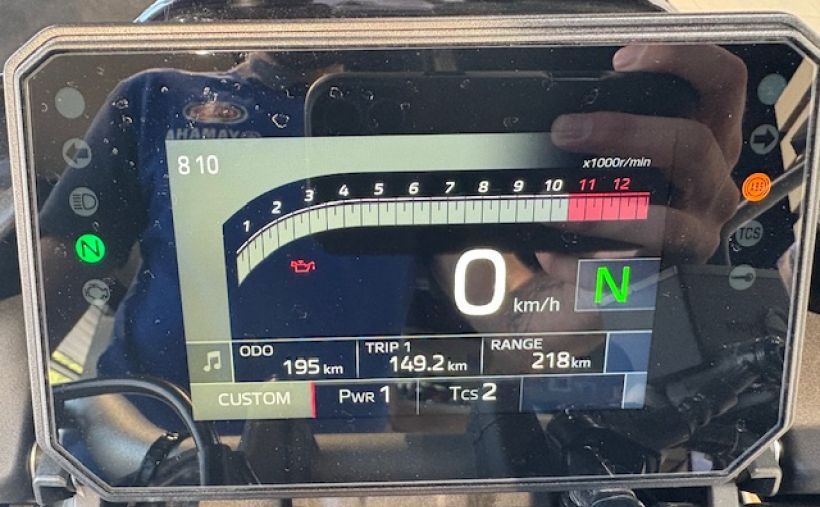 YAMAHA
8 10
x1000r/min
1 2 3 4 5 6 7 8 9 10 11 12
N
TCS
0 km/h
N
ODO
195 km
TRIP 1
149.2 km
RANGE
218 km
CUSTOM
PWR 1
TCS 2